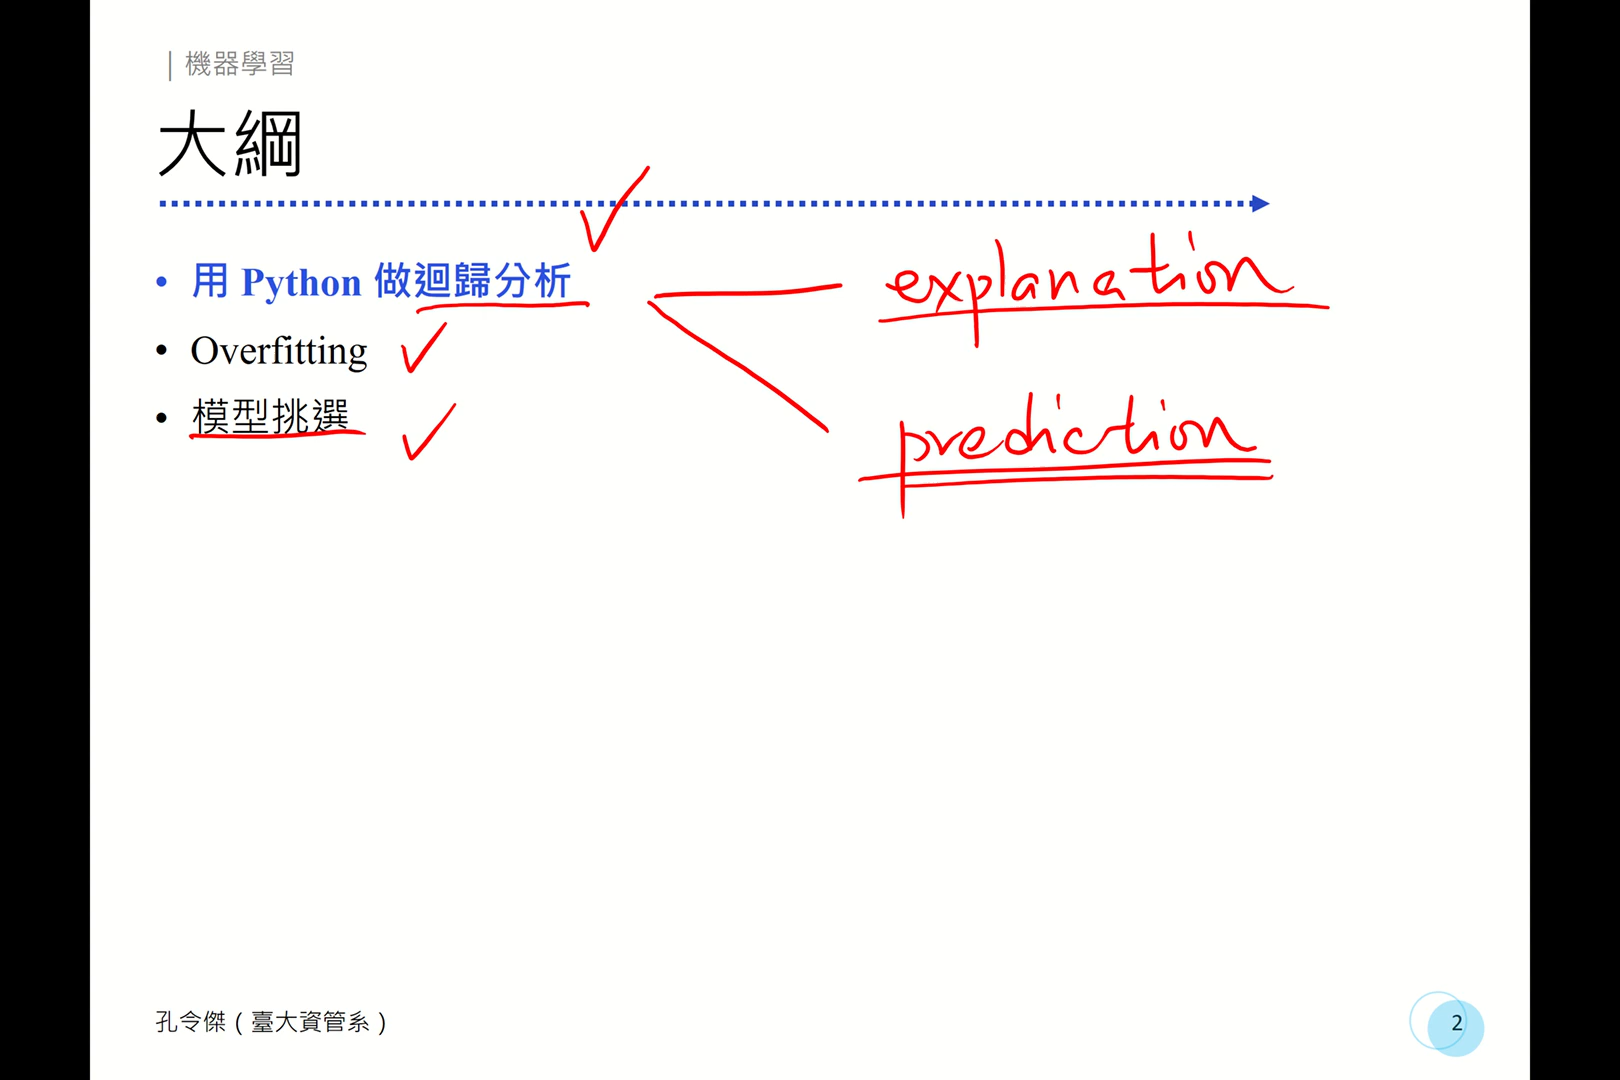 ｜機器學習
大綱
• 用 Python 做迴歸分析
explanation
• Overfitting
• 模型挑選
prediction
孔令傑（臺大資管系）
2